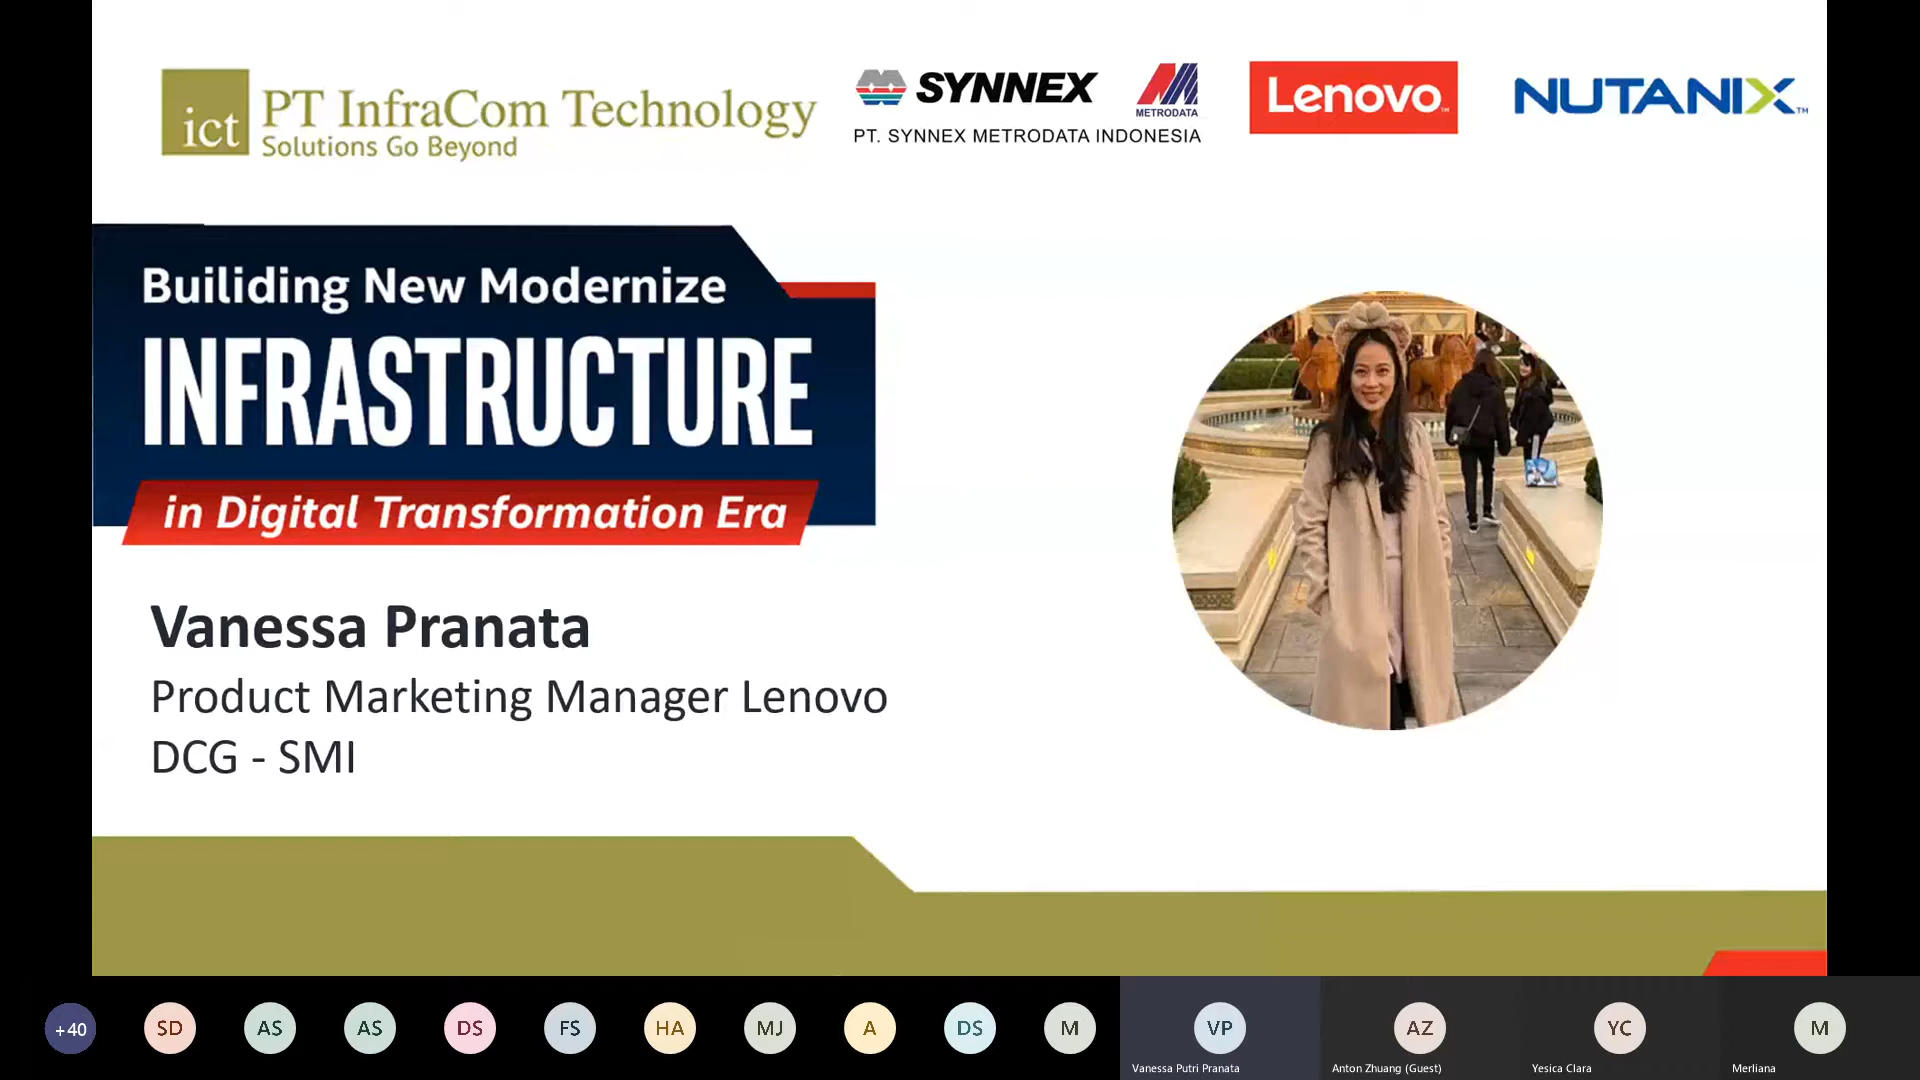 ict
PT InfraCom Technology
Solutions Go Beyond
SYNNEX
METRODATA
PT. SYNNEX METRODATA INDONESIA
Lenovo™
NUTANIX™
Builiding New Modernize
INFRASTRUCTURE
in Digital Transformation Era
Vanessa Pranata
Product Marketing Manager Lenovo
DCG - SMI
+40
SD
AS
AS
DS
FS
HA
MJ
A
DS
M
VP
Vanessa Putri Pranata
AZ
Anton Zhuang (Guest)
YC
Yesica Clara
M
Merliana